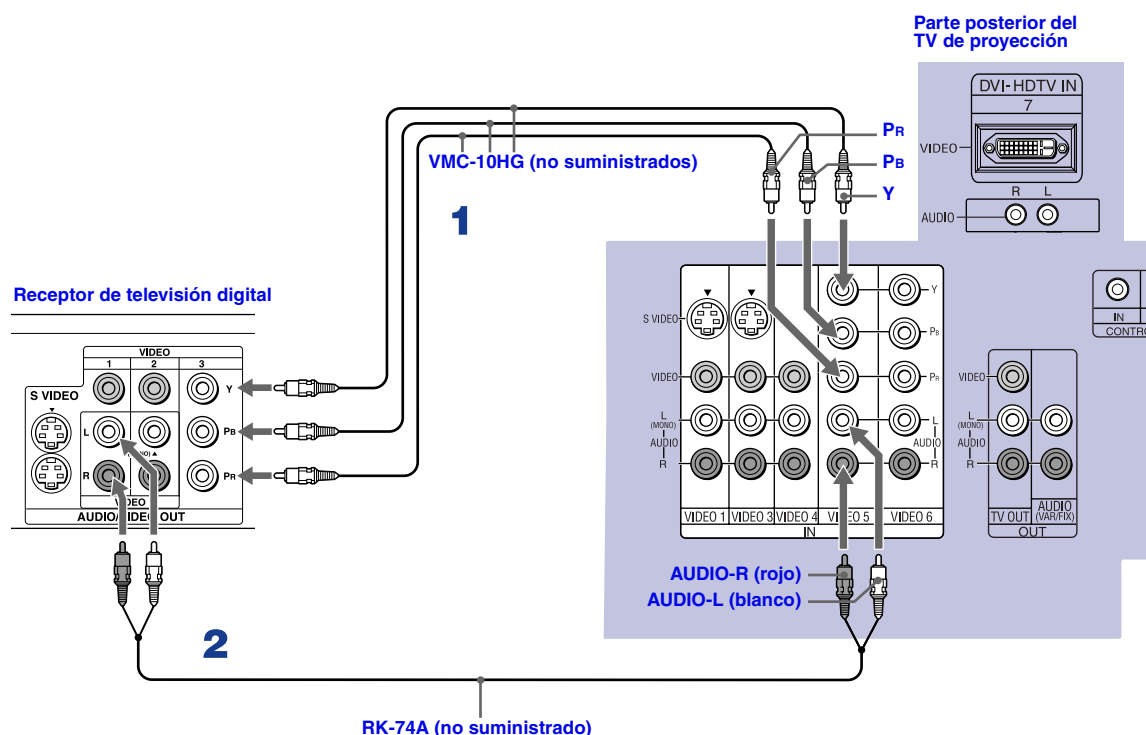 Parte posterior del
TV de proyección
DVI-HDTV IN
7
VIDEO
R L
AUDIO
PR
PB
Y
VMC-10HG (no suministrados)
1
Receptor de televisión digital
VIDEO
1 2 3
S VIDEO
Y
L
PB
R
PR
VIDEO
AUDIO/VIDEO OUT
S VIDEO
Y
PB
VIDEO
PR
L
(MONO)
AUDIO
R
L
AUDIO
R
VIDEO 1 VIDEO 3 VIDEO 4 VIDEO 5 VIDEO 6
IN
IN
CONTRO
VIDEO
L
(MONO)
AUDIO
R
TV OUT
AUDIO
(VAR/FIX)
OUT
AUDIO-R (rojo)
AUDIO-L (blanco)
2
RK-74A (no suministrado)